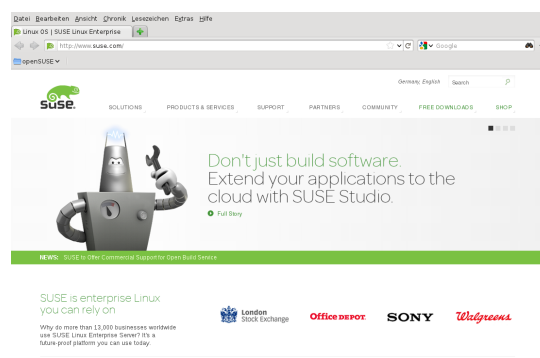 Datei Bearbeiten Ansicht Chronik Lesezeichen Extras Hilfe
Linux OS | SUSE Linux Enterprise
http://www.suse.com/
Google
openSUSE
Germany, English Search
SUSE.
SOLUTIONS PRODUCTS & SERVICES SUPPORT PARTNERS COMMUNITY FREE DOWNLOADS SHOP
Don't just build software.
Extend your applications to the
cloud with SUSE Studio.
Full Story
NEWS: SUSE to Offer Commercial Support for Open Build Service
SUSE is enterprise Linux
you can rely on
Why do more than 13,000 businesses worldwide
use SUSE Linux Enterprise Server? It's a
future-proof platform you can use today.
London
Stock Exchange
Office DEPOT.
SONY
Walgreens